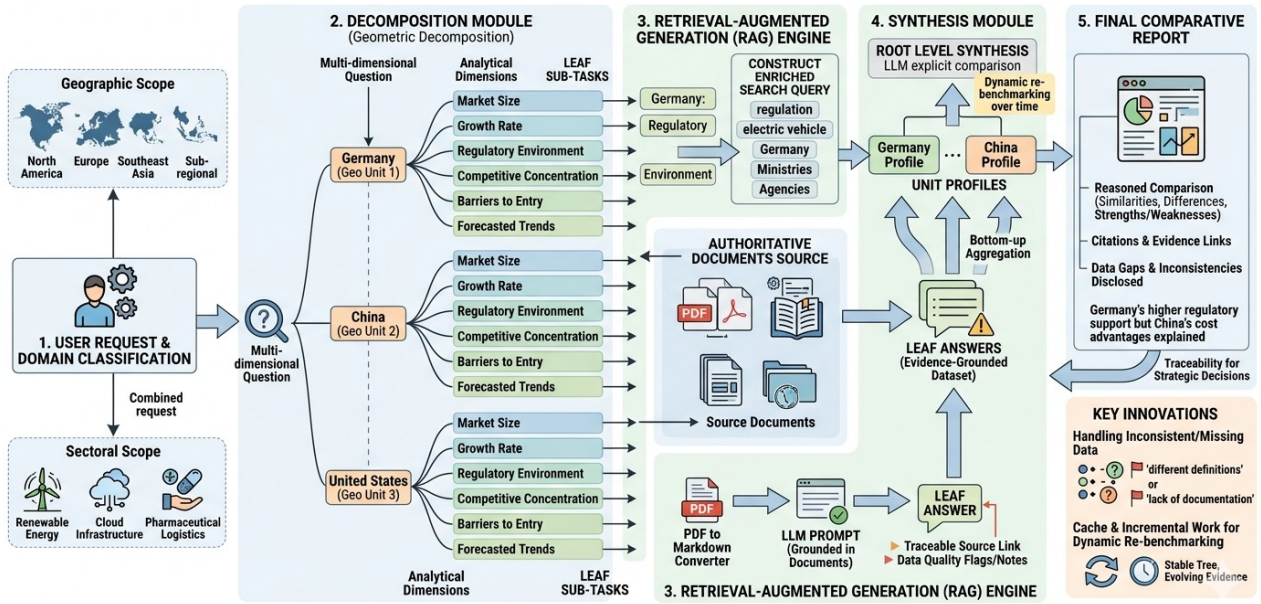 Geographic Scope
North
America
Europe
Southeast
Asia
Sub-
regional
1. USER REQUEST &
DOMAIN CLASSIFICATION
Combined
request
Sectoral Scope
Renewable
Energy
Cloud
Infrastructure
Pharmaceutical
Logistics
2. DECOMPOSITION MODULE
(Geometric Decomposition)
Multi-dimensional
Question
Analytical
Dimensions
LEAF
SUB-TASKS
?
Multi-
dimensional
Question
Germany
(Geo Unit 1)
Market Size
Growth Rate
Regulatory Environment
Competitive Concentration
Barriers to Entry
Forecasted Trends
China
(Geo Unit 2)
Market Size
Growth Rate
Regulatory Environment
Competitive Concentration
Barriers to Entry
Forecasted Trends
United States
(Geo Unit 3)
Market Size
Growth Rate
Regulatory Environment
Competitive Concentration
Barriers to Entry
Forecasted Trends
Analytical
Dimensions
LEAF
SUB-TASKS
3. RETRIEVAL-AUGMENTED
GENERATION (RAG) ENGINE
Germany:
Regulatory
Environment
CONSTRUCT
ENRICHED
SEARCH QUERY
regulation
electric vehicle
Germany
Ministries
Agencies
AUTHORITATIVE
DOCUMENTS SOURCE
PDF
Source Documents
PDF
PDF to
Markdown
Converter
LLM PROMPT
(Grounded in
Documents)
LEAF
ANSWER
Traceable Source Link
Data Quality Flags/Notes
3. RETRIEVAL-AUGMENTED GENERATION (RAG) ENGINE
4. SYNTHESIS MODULE
ROOT LEVEL SYNTHESIS
LLM explicit comparison
Dynamic re-
benchmarking
over time
Germany
Profile
...
China
Profile
UNIT PROFILES
Bottom-up
Aggregation
LEAF ANSWERS
(Evidence-Grounded
Dataset)
5. FINAL COMPARATIVE
REPORT
Reasoned Comparison
(Similarities, Differences,
Strengths/Weaknesses)
Citations & Evidence Links
Data Gaps & Inconsistencies
Disclosed
Germany's higher regulatory
support but China's cost
advantages explained
Traceability for
Strategic Decisions
KEY INNOVATIONS
Handling Inconsistent/Missing
Data
?
'different definitions'
or
?
'lack of documentation'
Cache & Incremental Work for
Dynamic Re-benchmarking
Stable Tree,
Evolving Evidence